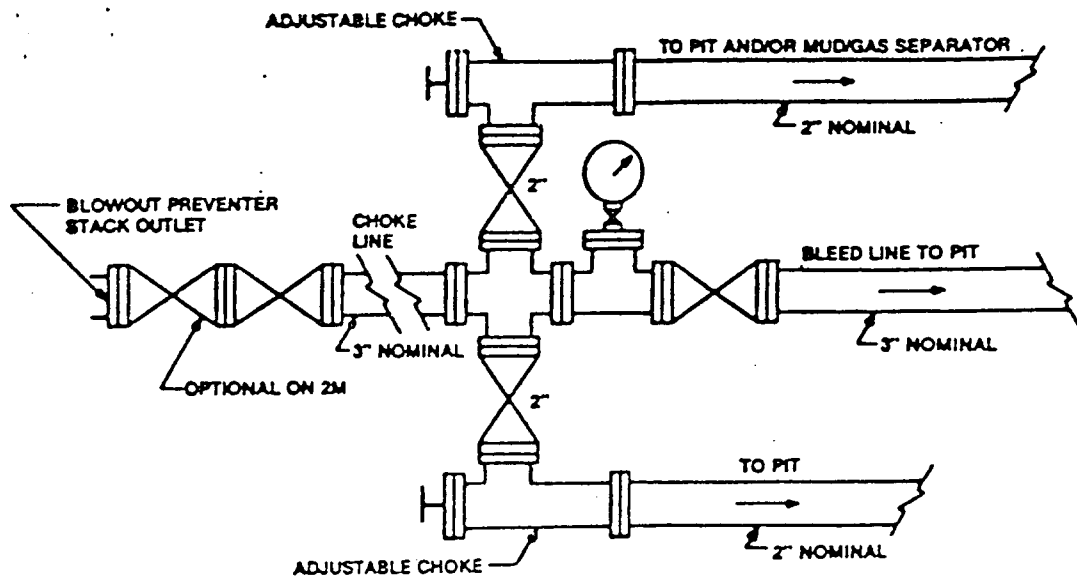 ADJUSTABLE CHOKE
TO PIT AND/OR MUD/GAS SEPARATOR
2" NOMINAL
2"
BLOWOUT PREVENTER
STACK OUTLET
CHOKE
LINE
BLEED LINE TO PIT
3" NOMINAL
3" NOMINAL
OPTIONAL ON 2M
2"
TO PIT
2" NOMINAL
ADJUSTABLE CHOKE